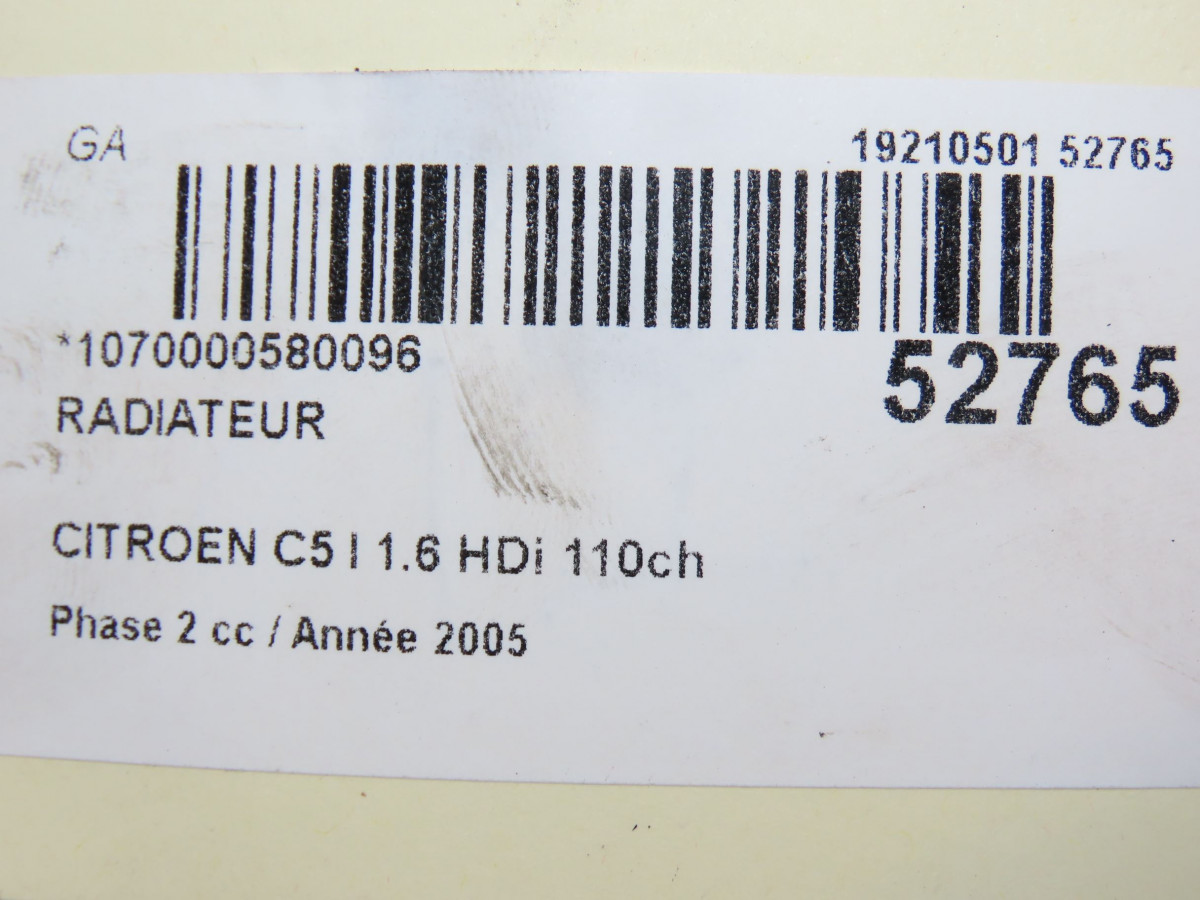 GA
19210501 52765
*1070000580096
52765
RADIATEUR
CITROEN C5 I 1.6 HDi 110ch
Phase 2 cc / Année 2005